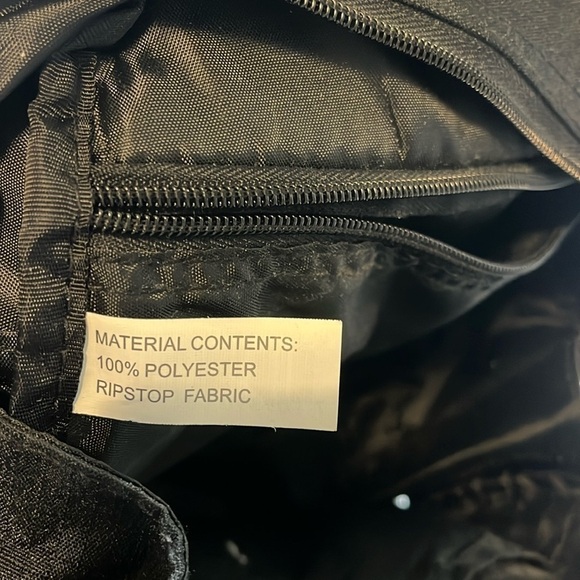 MATERIAL CONTENTS:
100% POLYESTER
RIPSTOP FABRIC